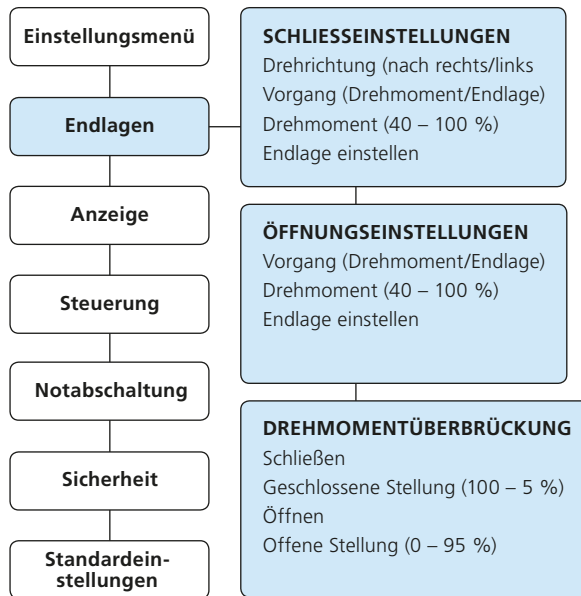 Einstellungsmenü
Endlagen
Anzeige
Steuerung
Notabschaltung
Sicherheit
Standardein-
stellungen
SCHLIESSEINSTELLUNGEN
Drehrichtung (nach rechts/links
Vorgang (Drehmoment/Endlage)
Drehmoment (40 – 100 %)
Endlage einstellen
ÖFFNUNGSEINSTELLUNGEN
Vorgang (Drehmoment/Endlage)
Drehmoment (40 – 100 %)
Endlage einstellen
DREHMOMENTÜBERBRÜCKUNG
Schließen
Geschlossene Stellung (100 – 5 %)
Öffnen
Offene Stellung (0 – 95 %)